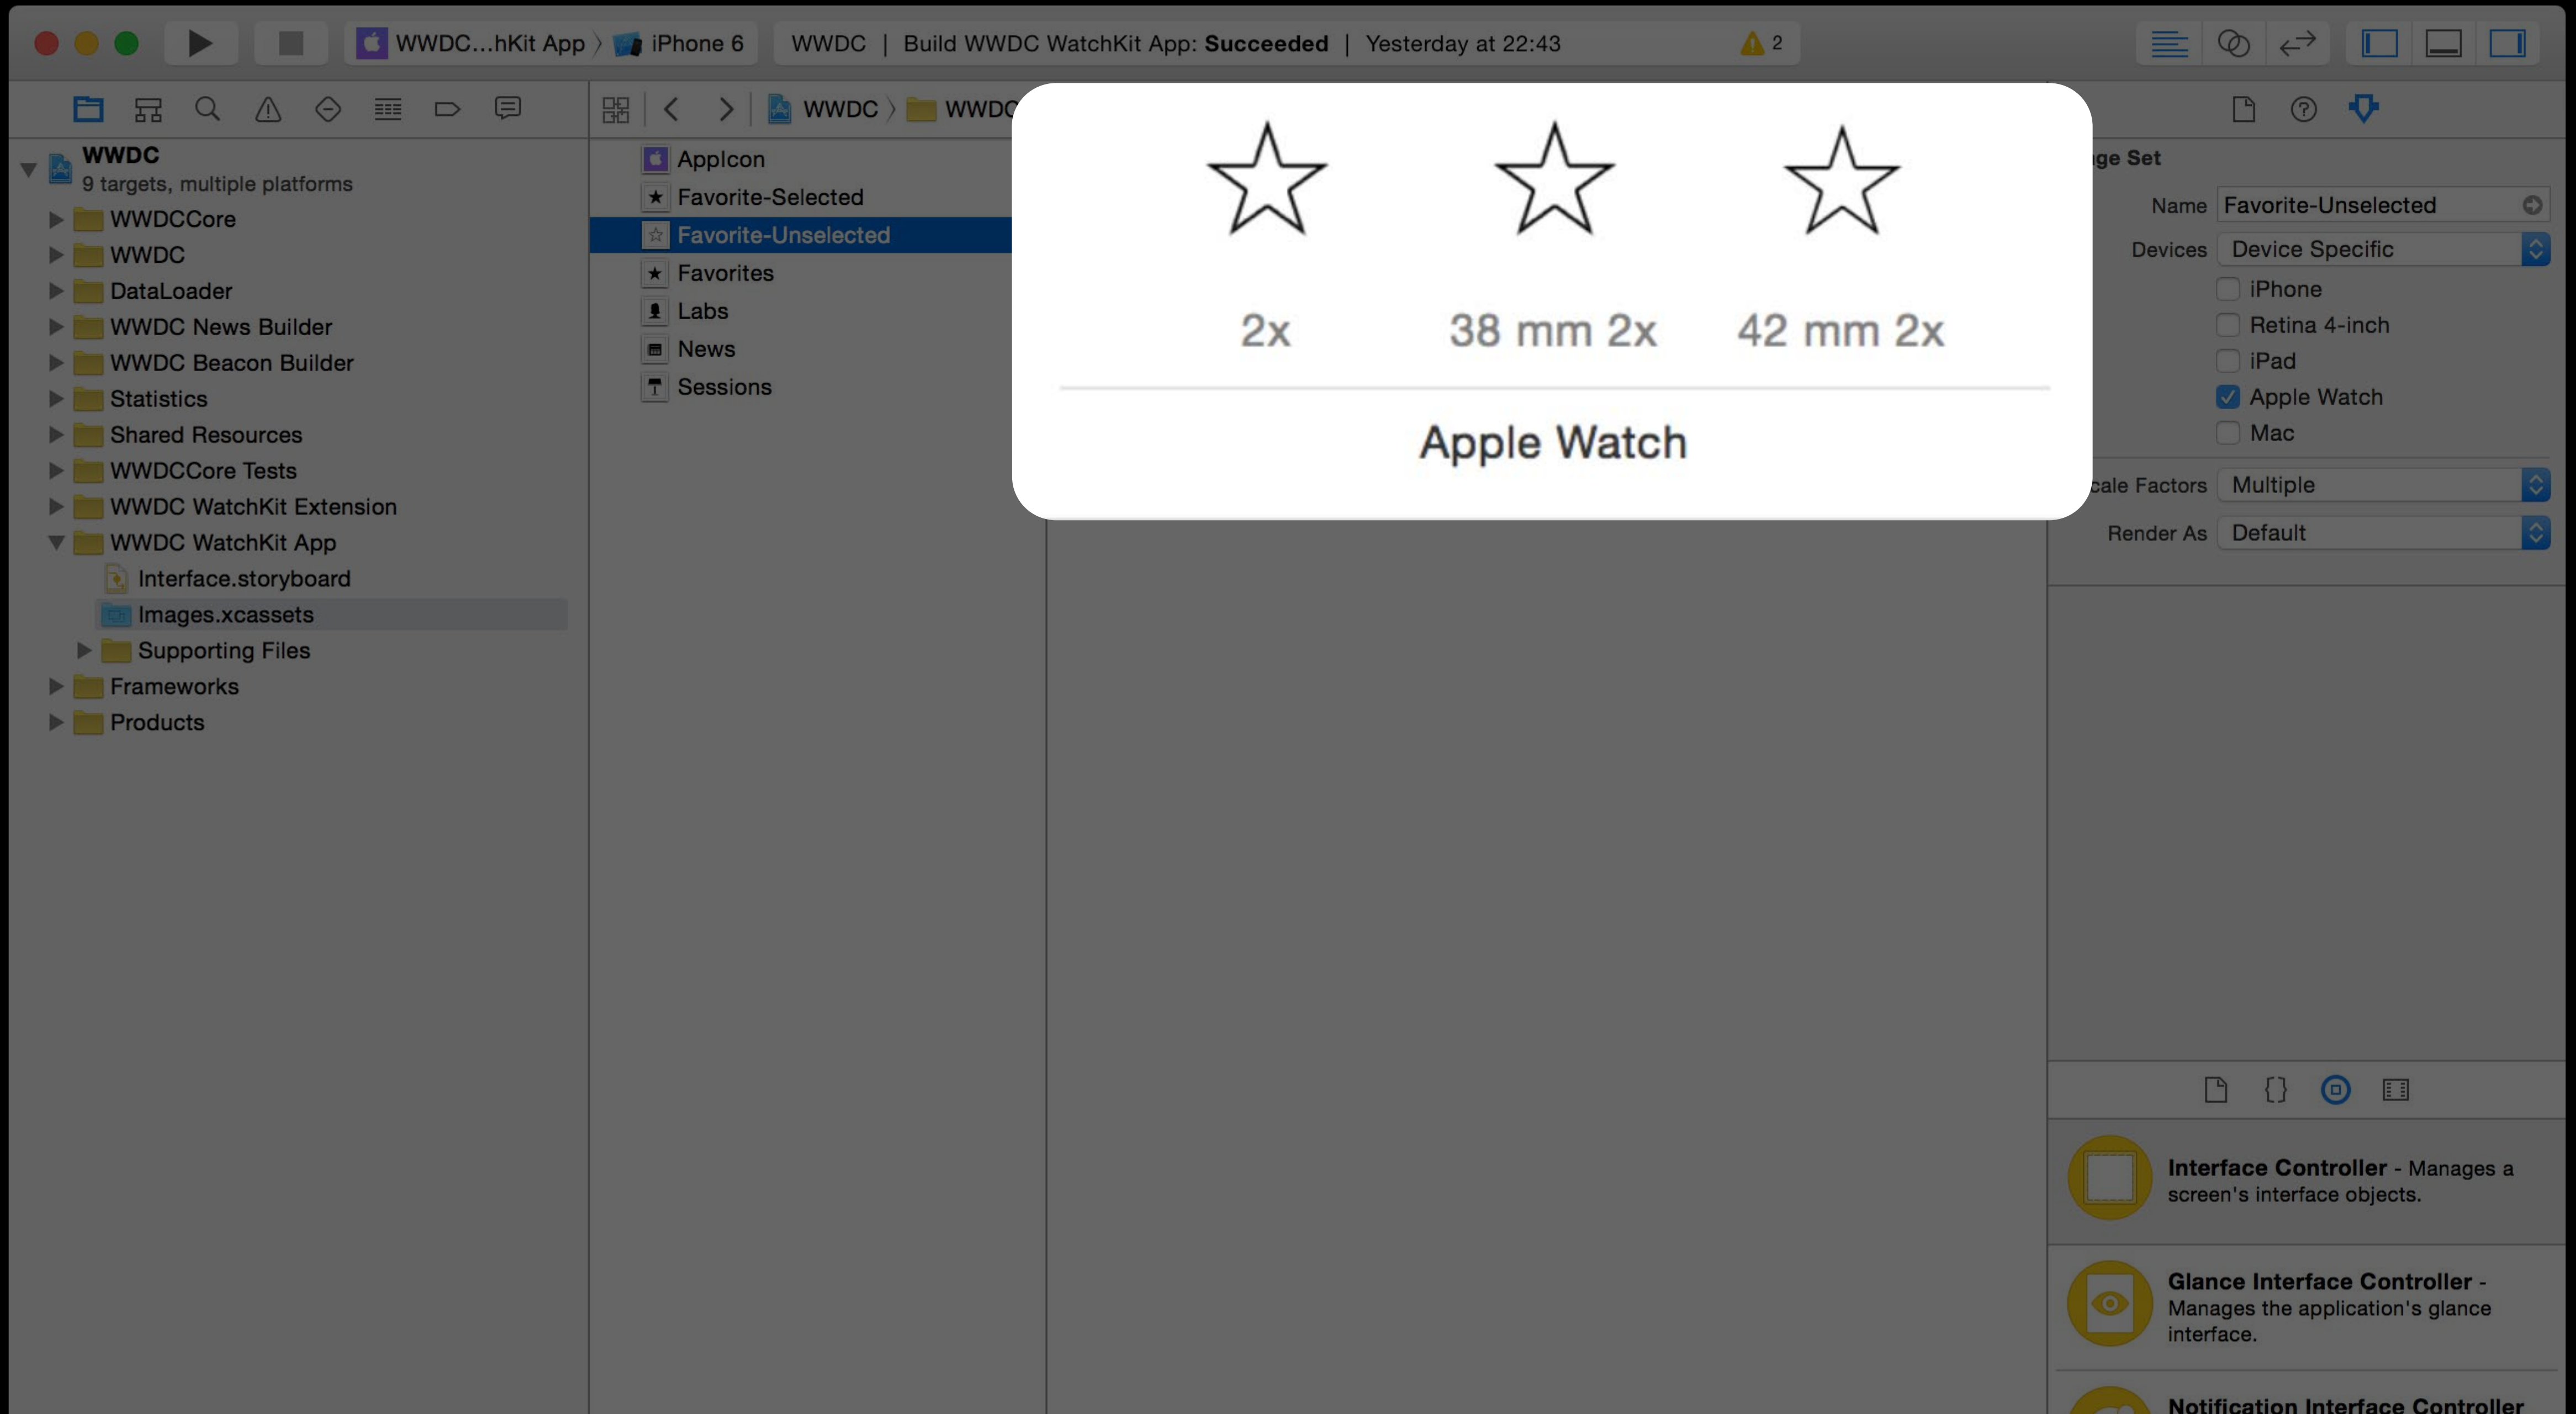 WWDC...hKit App 〉 iPhone 6
WWDC | Build WWDC WatchKit App: Succeeded | Yesterday at 22:43
2
WWDC
9 targets, multiple platforms
WWDCCore
WWDC
DataLoader
WWDC News Builder
WWDC Beacon Builder
Statistics
Shared Resources
WWDCCore Tests
WWDC WatchKit Extension
WWDC WatchKit App
Interface.storyboard
Images.xcassets
Supporting Files
Frameworks
Products
WWDC 〉 WWDC
AppIcon
Favorite-Selected
Favorite-Unselected
Favorites
Labs
News
Sessions
2x
38 mm 2x
42 mm 2x
Apple Watch
ge Set
Name Favorite-Unselected
Devices Device Specific
iPhone
Retina 4-inch
iPad
Apple Watch
Mac
cale Factors Multiple
Render As Default
{}
Interface Controller - Manages a
screen's interface objects.
Glance Interface Controller -
Manages the application's glance
interface.
Notification Interface Controller